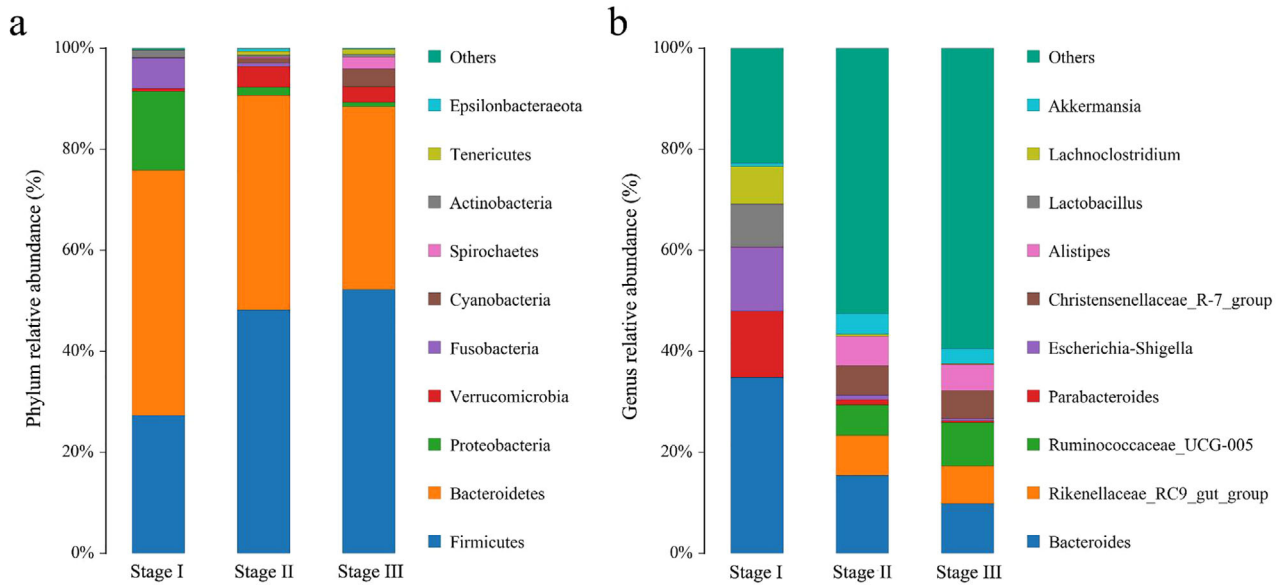 a
Phylum relative abundance (%)
100%
80%
60%
40%
20%
0%
Stage I
Stage II
Stage III
Others
Epsilonbacteraeota
Tenericutes
Actinobacteria
Spirochaetes
Cyanobacteria
Fusobacteria
Verrucomicrobia
Proteobacteria
Bacteroidetes
Firmicutes
b
Genus relative abundance (%)
100%
80%
60%
40%
20%
0%
Stage I
Stage II
Stage III
Others
Akkermansia
Lachnoclostridium
Lactobacillus
Alistipes
Christensenellaceae_R-7_group
Escherichia-Shigella
Parabacteroides
Ruminococcaceae_UCG-005
Rikenellaceae_RC9_gut_group
Bacteroides